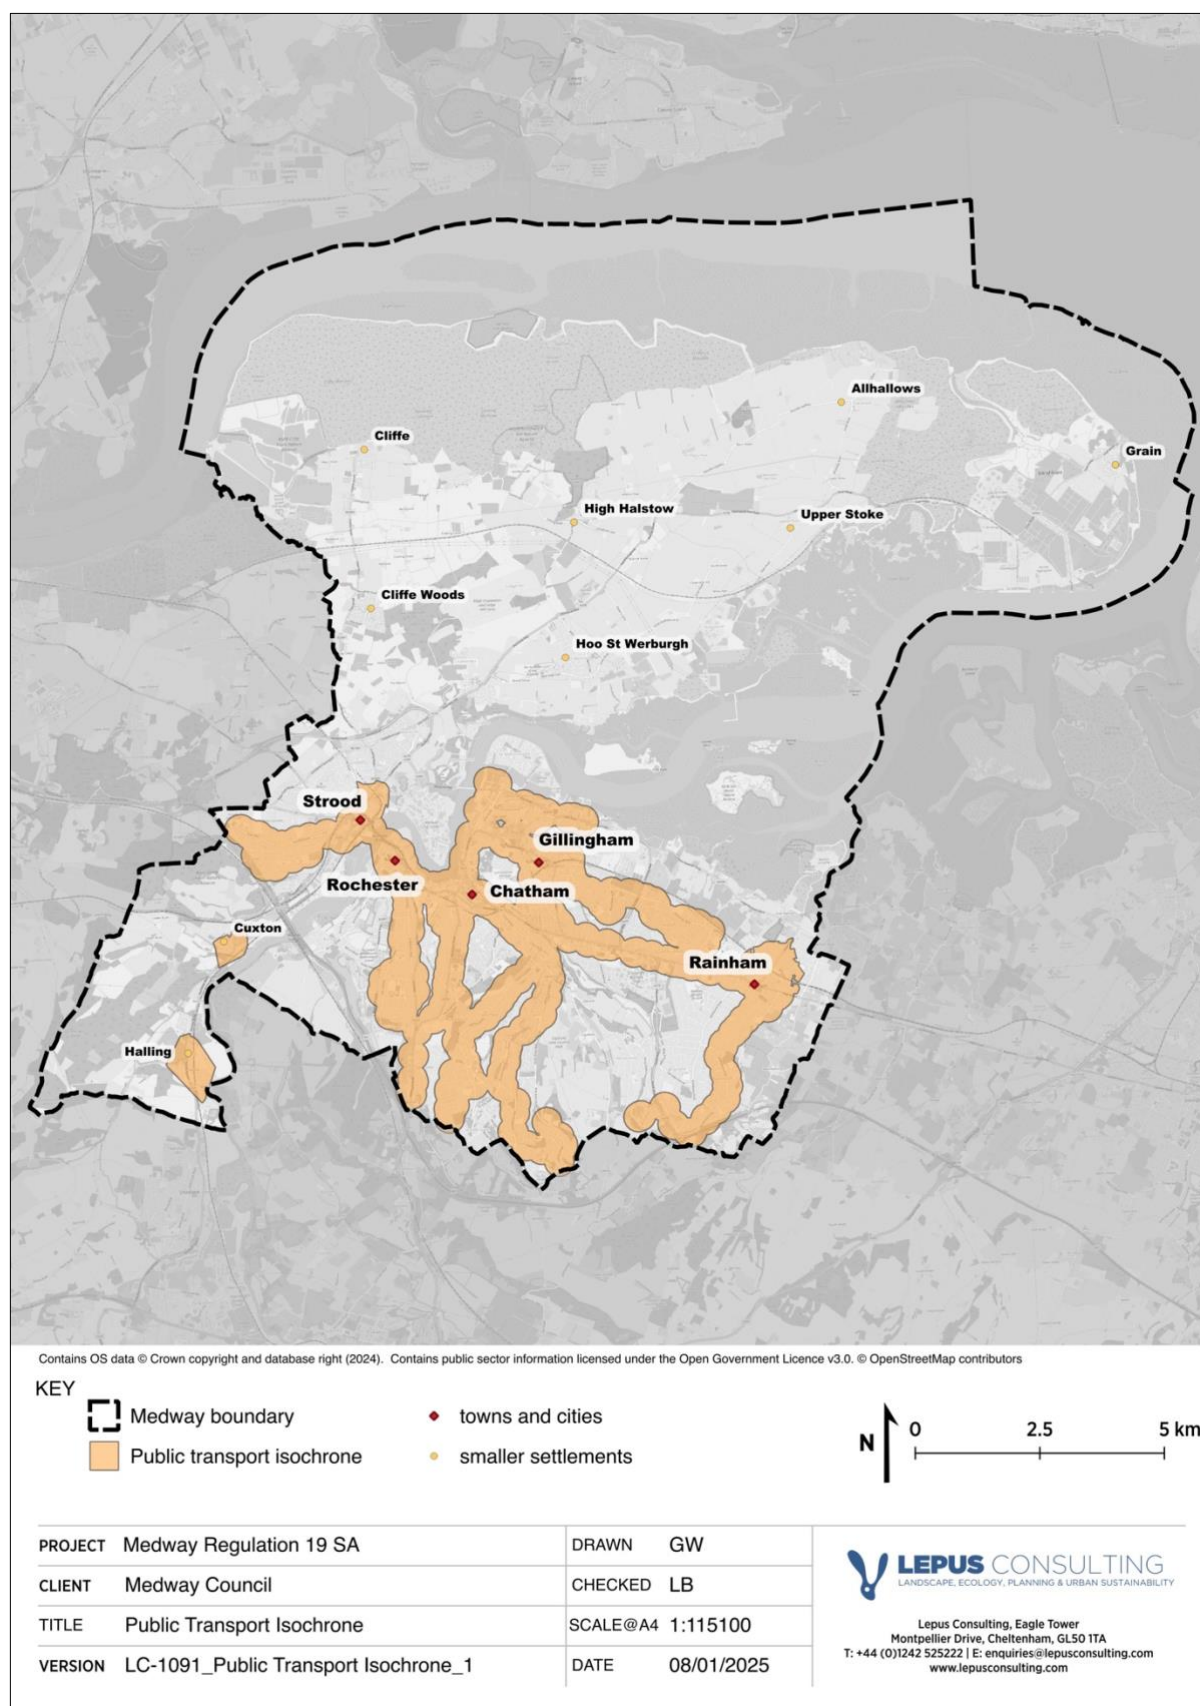 Allhallows
Cliffe
Grain
High Halstow
Upper Stoke
Cliffe Woods
Hoo St Werburgh
Strood
Gillingham
Rochester
Chatham
Cuxton
Rainham
Halling
Contains OS data © Crown copyright and database right (2024). Contains public sector information licensed under the Open Government Licence v3.0. © OpenStreetMap contributors
KEY
Medway boundary
Public transport isochrone
towns and cities
smaller settlements
N
0 2.5 5 km
PROJECT Medway Regulation 19 SA
CLIENT Medway Council
TITLE Public Transport Isochrone
VERSION LC-1091_Public Transport Isochrone_1
DRAWN GW
CHECKED LB
SCALE@A4 1:115100
DATE 08/01/2025
LEPUS CONSULTING
LANDSCAPE, ECOLOGY, PLANNING & URBAN SUSTAINABILITY
Lepus Consulting, Eagle Tower
Montpellier Drive, Cheltenham, GL50 1TA
T: +44 (0)1242 525222 | E: enquiries@lepusconsulting.com
www.lepusconsulting.com